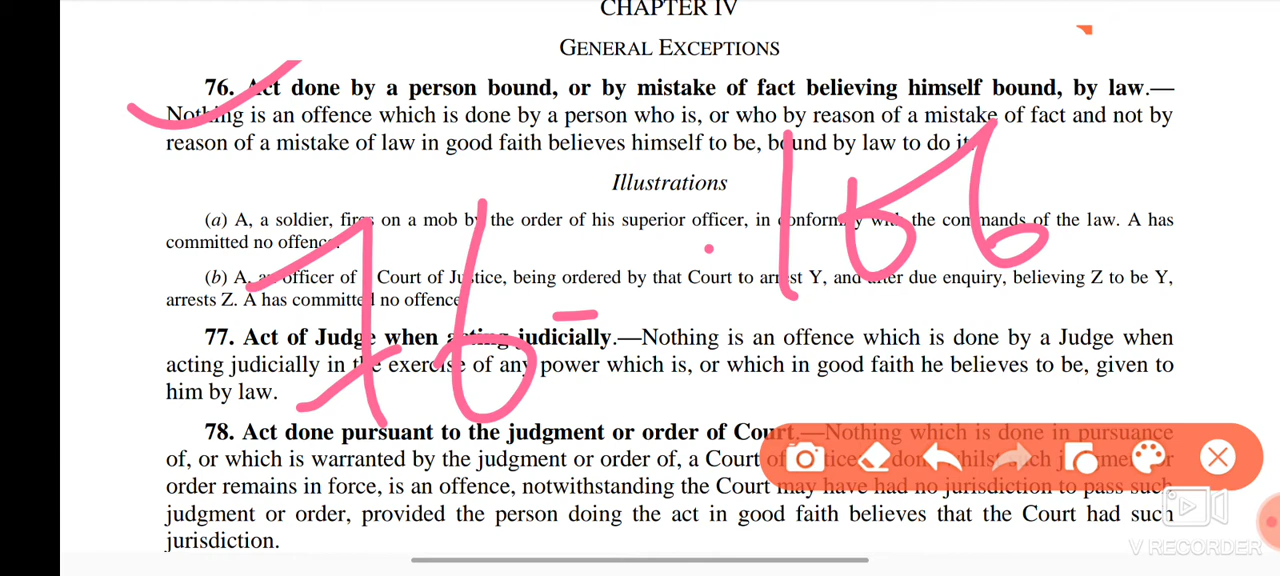 CHAPTER IV
GENERAL EXCEPTIONS
76. Act done by a person bound, or by mistake of fact believing himself bound, by law.—
Nothing is an offence which is done by a person who is, or who by reason of a mistake of fact and not by
reason of a mistake of law in good faith believes himself to be, bound by law to do it.
Illustrations
(a) A, a soldier, fires on a mob by the order of his superior officer, in conformity with the commands of the law. A has
committed no offence.
(b) A, an officer of a Court of Justice, being ordered by that Court to arrest Y, and after due enquiry, believing Z to be Y,
arrests Z. A has committed no offence.
76 - 106
77. Act of Judge when acting judicially.—Nothing is an offence which is done by a Judge when
acting judicially in the exercise of any power which is, or which in good faith he believes to be, given to
him by law.
78. Act done pursuant to the judgment or order of Court.—Nothing which is done in pursuance
of, or which is warranted by the judgment or order of, a Court of Justice; if done whilst such judgment or
order remains in force, is an offence, notwithstanding the Court may have had no jurisdiction to pass such
judgment or order, provided the person doing the act in good faith believes that the Court had such
jurisdiction.
V RECORDER